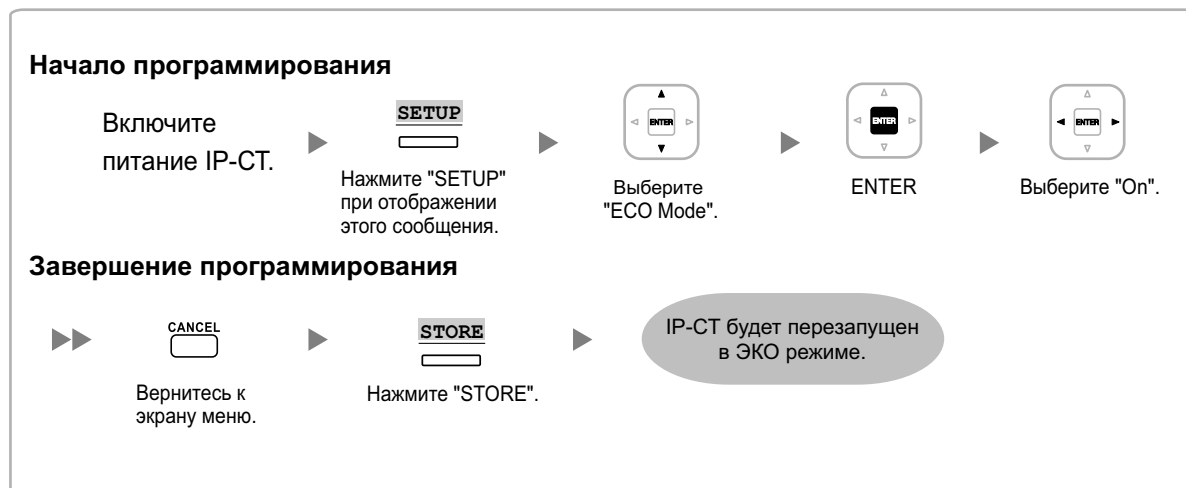 Начало программирования
Включите
питание IP-CT.
SETUP
Нажмите "SETUP"
при отображении
этого сообщения.
ENTER
Выберите
"ECO Mode".
ENTER
ENTER
ENTER
Выберите "On".
Завершение программирования
CANCEL
Вернитесь к
экрану меню.
STORE
Нажмите "STORE".
IP-CT будет перезапущен
в ЭКО режиме.